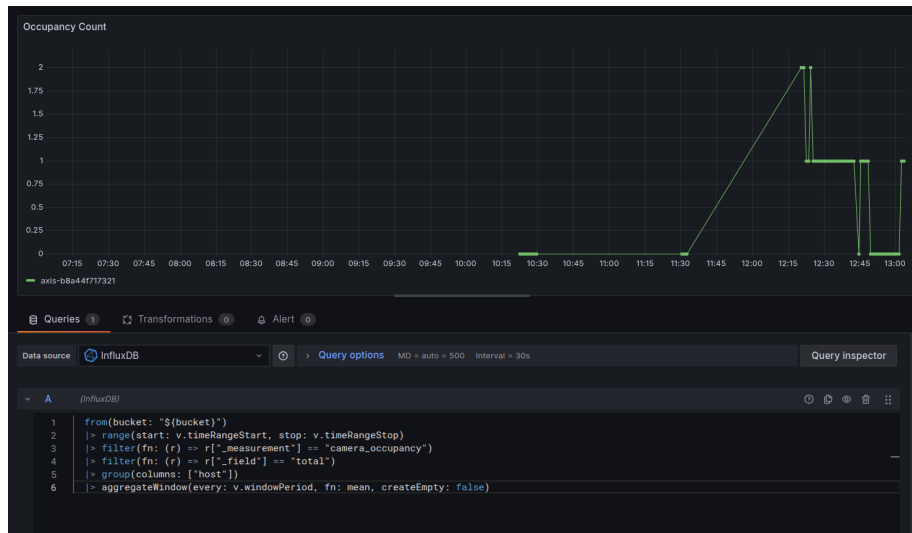 Occupancy Count
2
1.75
1.5
1.25
1
0.75
0.5
0.25
0
07:15 07:30 07:45 08:00 08:15 08:30 08:45 09:00 09:15 09:30 09:45 10:00 10:15 10:30 10:45 11:00 11:15 11:30 11:45 12:00 12:15 12:30 12:45 13:00
axis-b8a44f717321
Queries 1 Transformations 0 Alert 0
Data source InfluxDB Query options MD = auto = 500 Interval = 30s Query inspector
A (InfluxDB)
1 from(bucket: "${bucket}")
2 |> range(start: v.timeRangeStart, stop: v.timeRangeStop)
3 |> filter(fn: (r) => r["_measurement"] == "camera_occupancy")
4 |> filter(fn: (r) => r["_field"] == "total")
5 |> group(columns: ["host"])
6 |> aggregateWindow(every: v.windowPeriod, fn: mean, createEmpty: false)